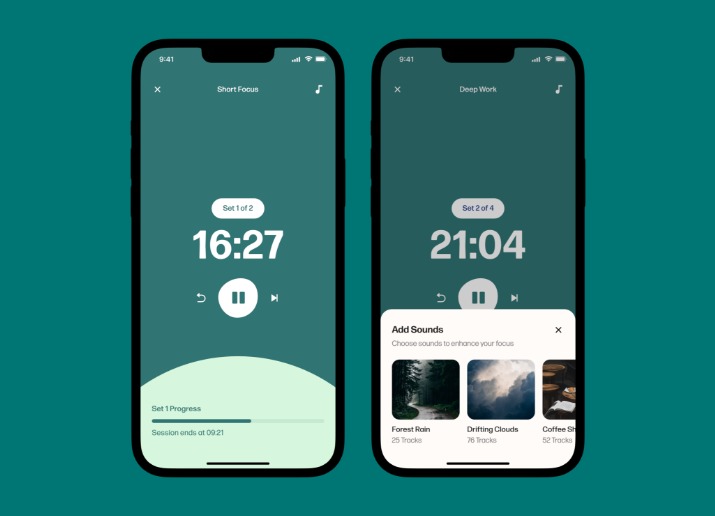 9:41
Short Focus
Set 1 of 2
16:27
Set 1 Progress
Session ends at 09.21
9:41
Deep Work
Set 2 of 4
21:04
Add Sounds
Choose sounds to enhance your focus
Forest Rain
25 Tracks
Drifting Clouds
76 Tracks
Coffee Sh
52 Tracks